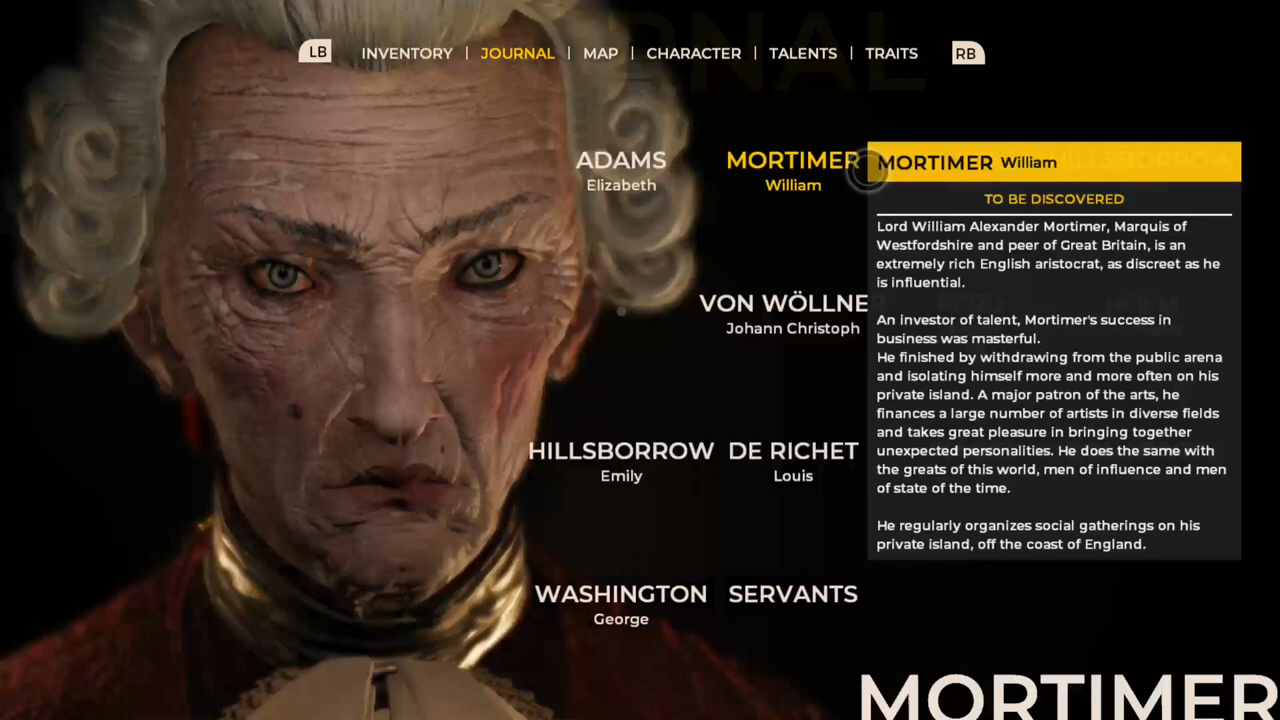 LB INVENTORY | JOURNAL | MAP | CHARACTER | TALENTS | TRAITS RB
ADAMS
Elizabeth
MORTIMER
William
VON WÖLLNE
Johann Christoph
HILLSBORROW
Emily
DE RICHET
Louis
WASHINGTON
George
SERVANTS
MORTIMER William
TO BE DISCOVERED
Lord William Alexander Mortimer, Marquis of
Westfordshire and peer of Great Britain, is an
extremely rich English aristocrat, as discreet as he
is influential.
An investor of talent, Mortimer's success in
business was masterful.
He finished by withdrawing from the public arena
and isolating himself more and more often on his
private island. A major patron of the arts, he
finances a large number of artists in diverse fields
and takes great pleasure in bringing together
unexpected personalities. He does the same with
the greats of this world, men of influence and men
of state of the time.
He regularly organizes social gatherings on his
private island, off the coast of England.
MORTIMER